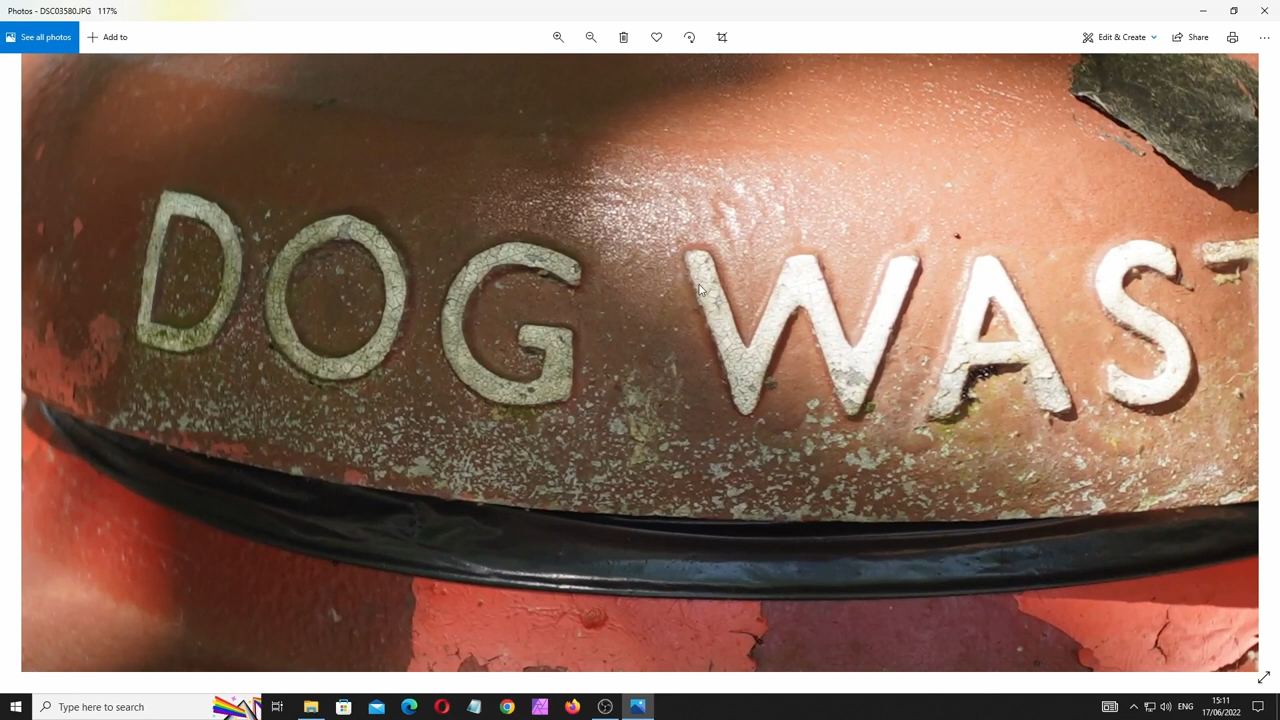 Photos - DSC03580.JPG 117%
See all photos
Add to
Edit & Create
Share
DOG WAST
Type here to search
ENG
15:11
17/06/2022